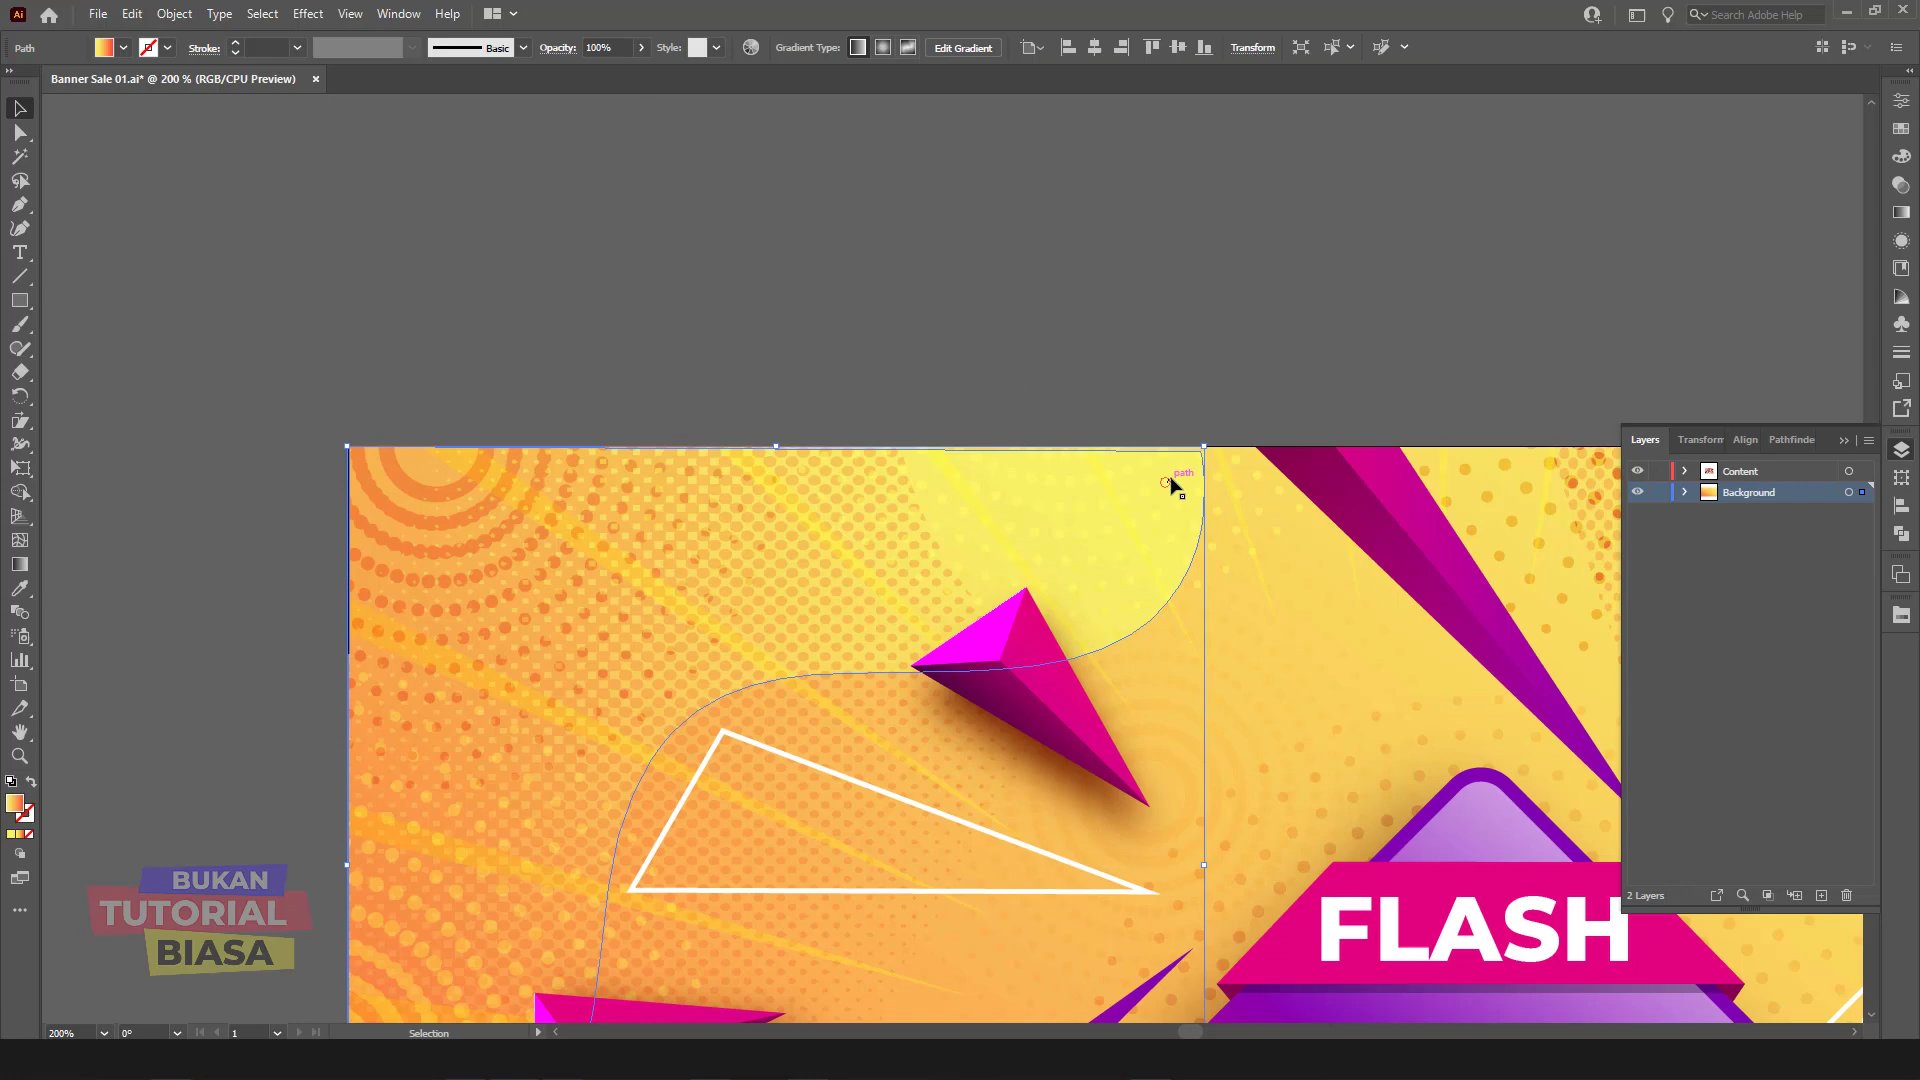 Ai File Edit Object Type Select Effect View Window Help Search Adobe Help
Path Stroke: Basic Opacity: 100% Style: Gradient Type: Edit Gradient Transform
Banner Sale 01.ai* @ 200 % (RGB/CPU Preview) ×
Layers Transform Align Pathfinde
path
Content
Background
BUKAN
TUTORIAL
BIASA
FLASH
2 Layers
200% 0° 1 Selection